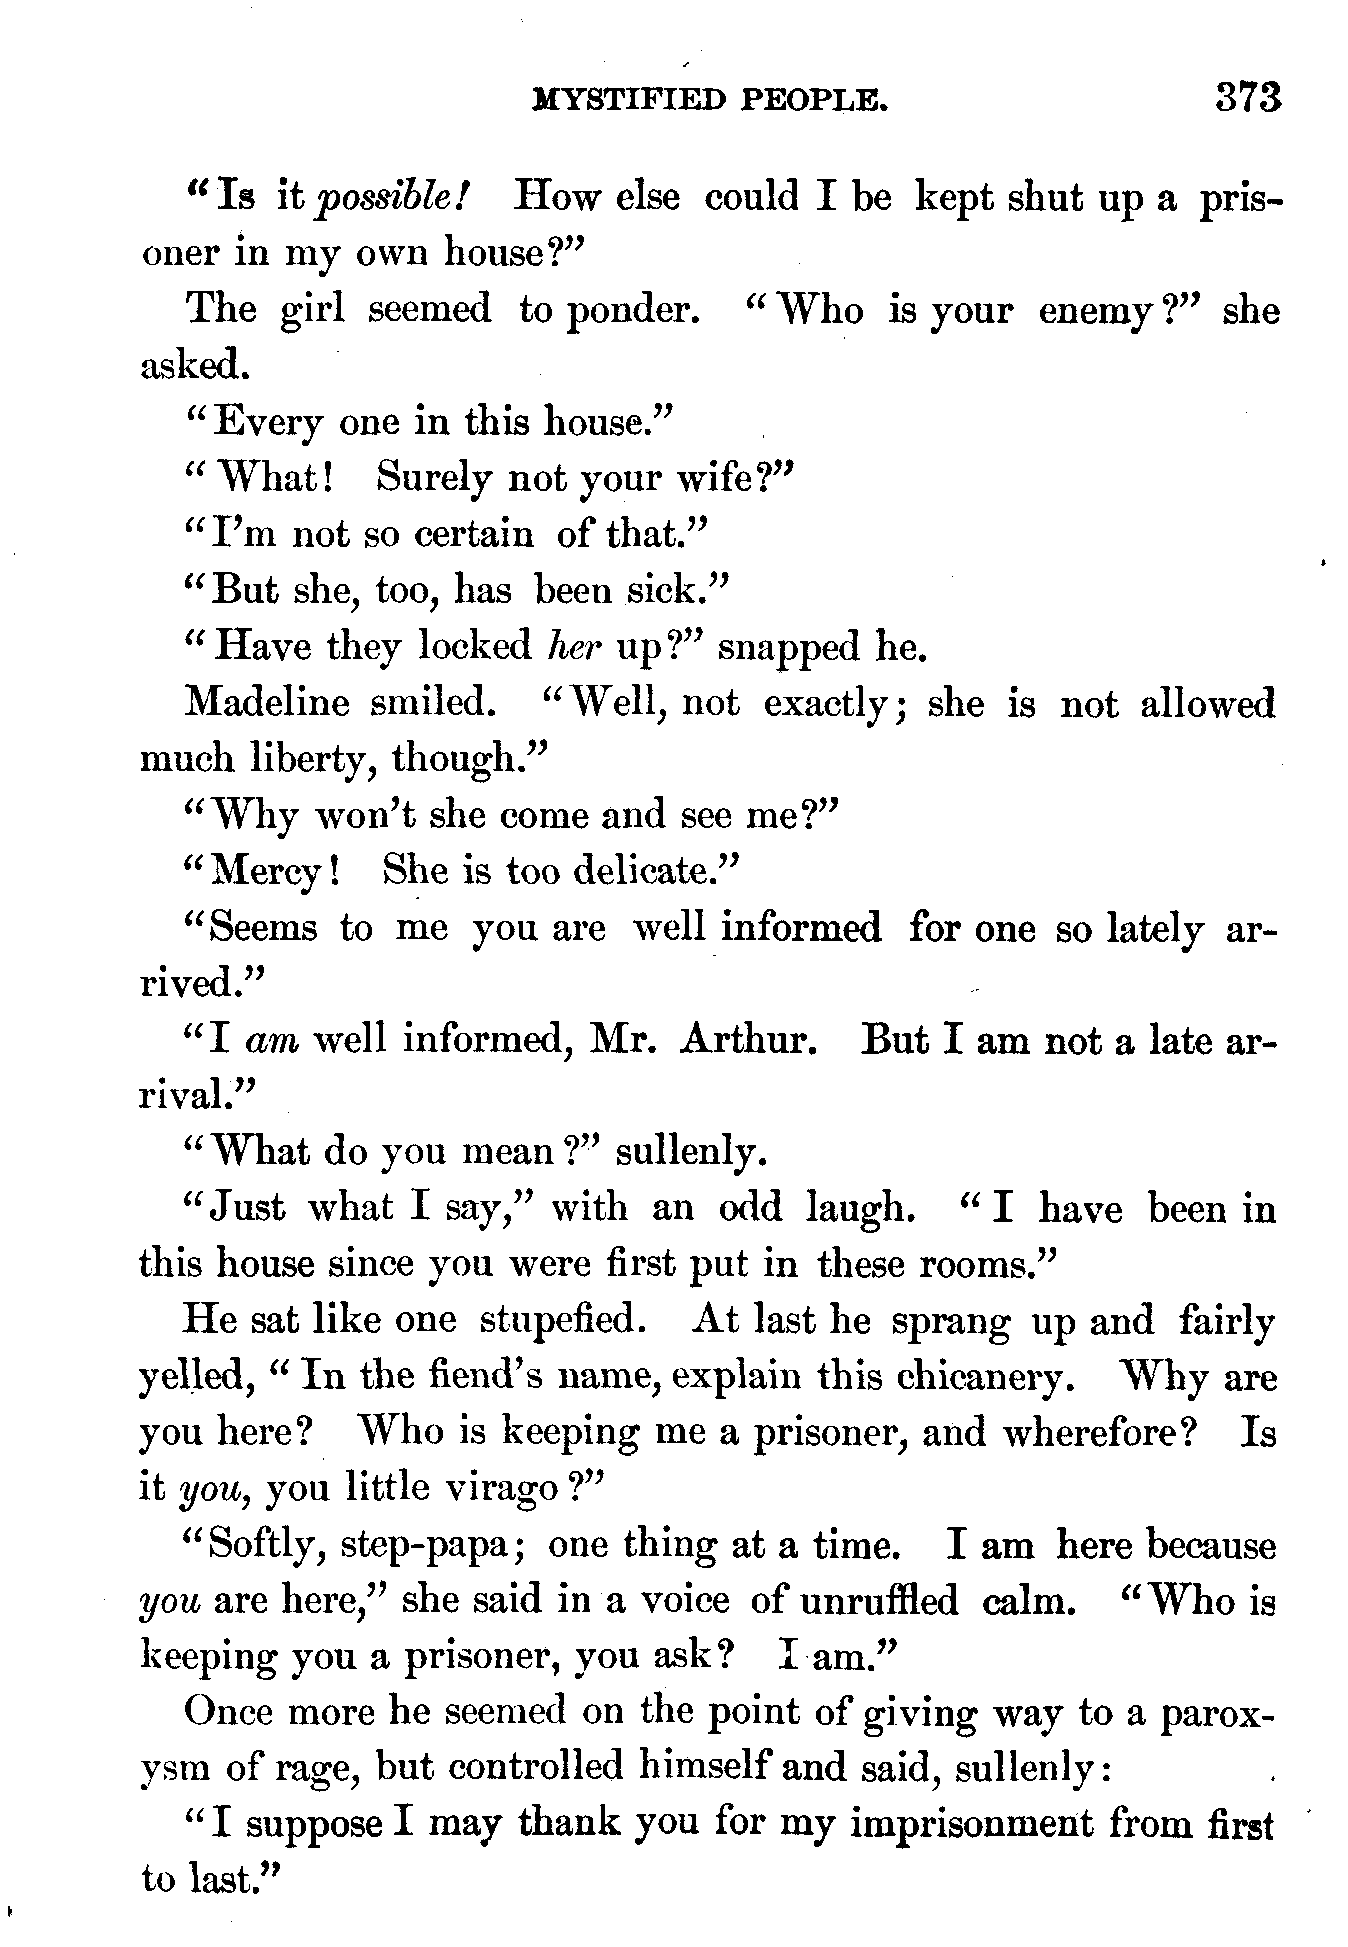 MYSTIFIED PEOPLE. 373
“Is it possible! How else could I be kept shut up a pris-
oner in my own house?”
The girl seemed to ponder. “Who is your enemy?” she
asked.
“Every one in this house.”
“What! Surely not your wife?”
“I’m not so certain of that.”
“But she, too, has been sick.”
“Have they locked her up?” snapped he.
Madeline smiled. “Well, not exactly; she is not allowed
much liberty, though.”
“Why won’t she come and see me?”
“Mercy! She is too delicate.”
“Seems to me you are well informed for one so lately ar-
rived.”
“I am well informed, Mr. Arthur. But I am not a late ar-
rival.”
“What do you mean?” sullenly.
“Just what I say,” with an odd laugh. “I have been in
this house since you were first put in these rooms.”
He sat like one stupefied. At last he sprang up and fairly
yelled, “In the fiend’s name, explain this chicanery. Why are
you here? Who is keeping me a prisoner, and wherefore? Is
it you, you little virago?”
“Softly, step-papa; one thing at a time. I am here because
you are here,” she said in a voice of unruffled calm. “Who is
keeping you a prisoner, you ask? I am.”
Once more he seemed on the point of giving way to a parox-
ysm of rage, but controlled himself and said, sullenly:
“I suppose I may thank you for my imprisonment from first
to last.”